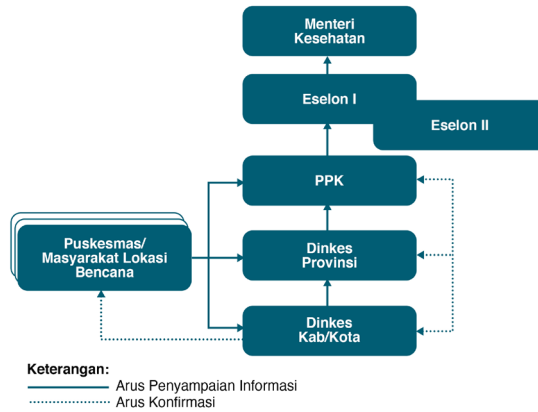 Menteri
Kesehatan
Eselon I
Eselon II
PPK
Puskesmas/
Masyarakat Lokasi
Bencana
Dinkes
Provinsi
Dinkes
Kab/Kota
Keterangan:
Arus Penyampaian Informasi
Arus Konfirmasi